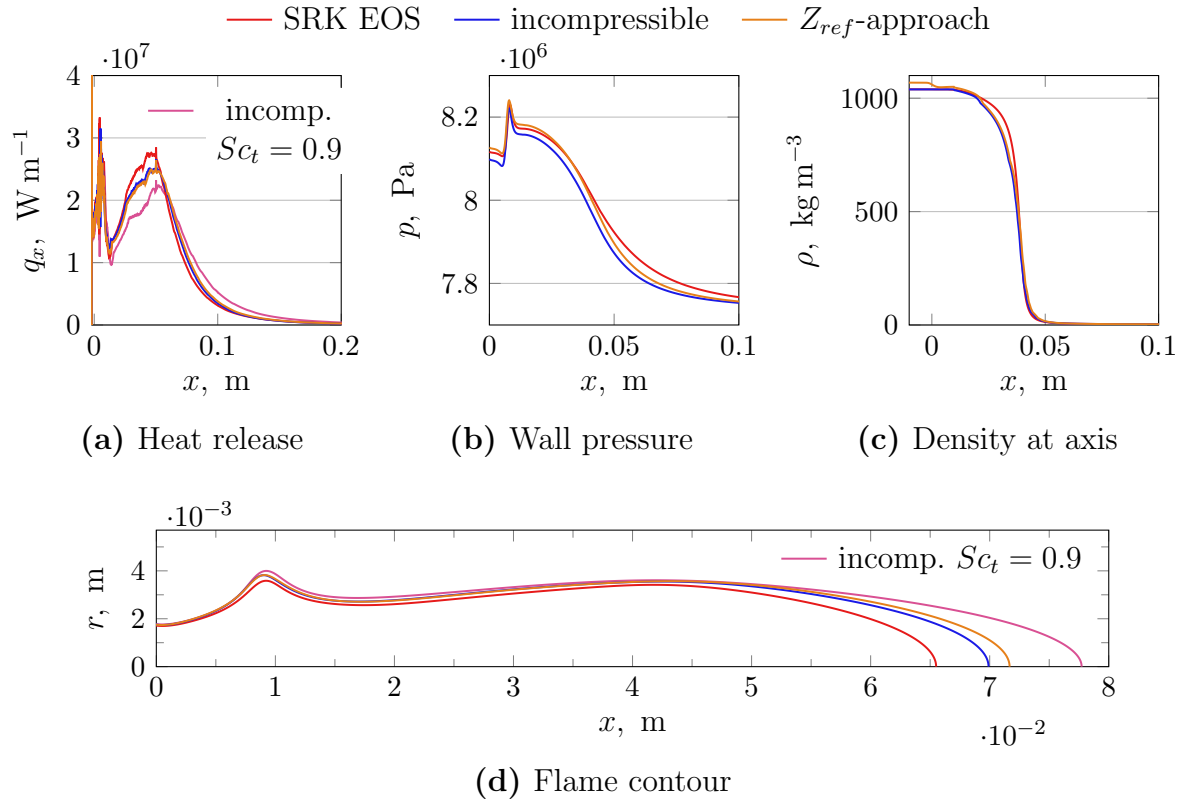 SRK EOS incompressible Z_ref-approach
·10^7
4
3
2
1
0
0 0.1 0.2
q_x, W m^−1
x, m
incomp.
Sc_t = 0.9
(a) Heat release
·10^6
8.2
8
7.8
0 0.05 0.1
p, Pa
x, m
(b) Wall pressure
1000
500
0
0 0.05 0.1
ρ, kg m^−3
x, m
(c) Density at axis
·10^−3
4
2
0
0 1 2 3 4 5 6 7 8
r, m
x, m
·10^−2
incomp. Sc_t = 0.9
(d) Flame contour